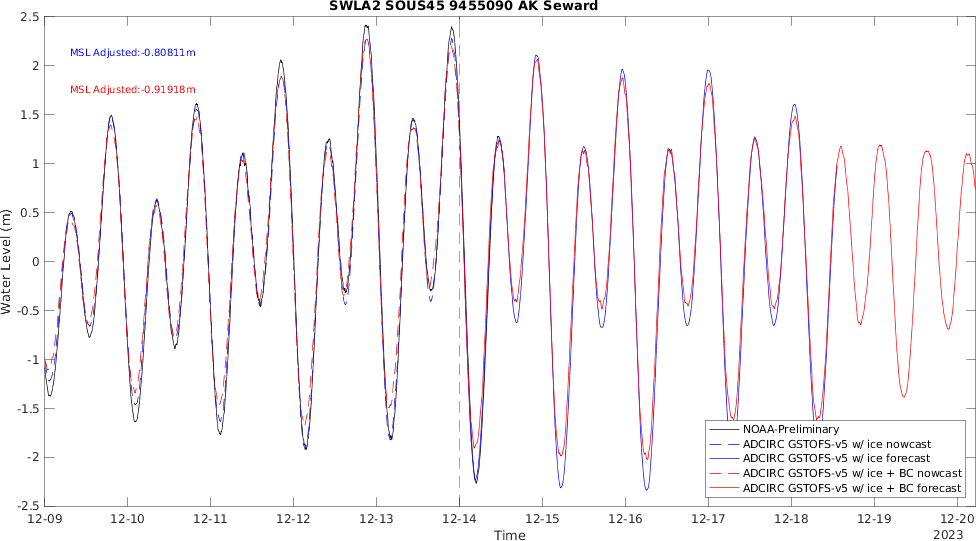 SWLA2 SOUS45 9455090 AK Seward
MSL Adjusted:-0.80811m
MSL Adjusted:-0.91918m
Water Level (m)
2.5
2
1.5
1
0.5
0
-0.5
-1
-1.5
-2
-2.5
NOAA-Preliminary
ADCIRC GSTOFS-v5 w/ ice nowcast
ADCIRC GSTOFS-v5 w/ ice forecast
ADCIRC GSTOFS-v5 w/ ice + BC nowcast
ADCIRC GSTOFS-v5 w/ ice + BC forecast
12-09 12-10 12-11 12-12 12-13 12-14 12-15 12-16 12-17 12-18 12-19 12-20
Time
2023